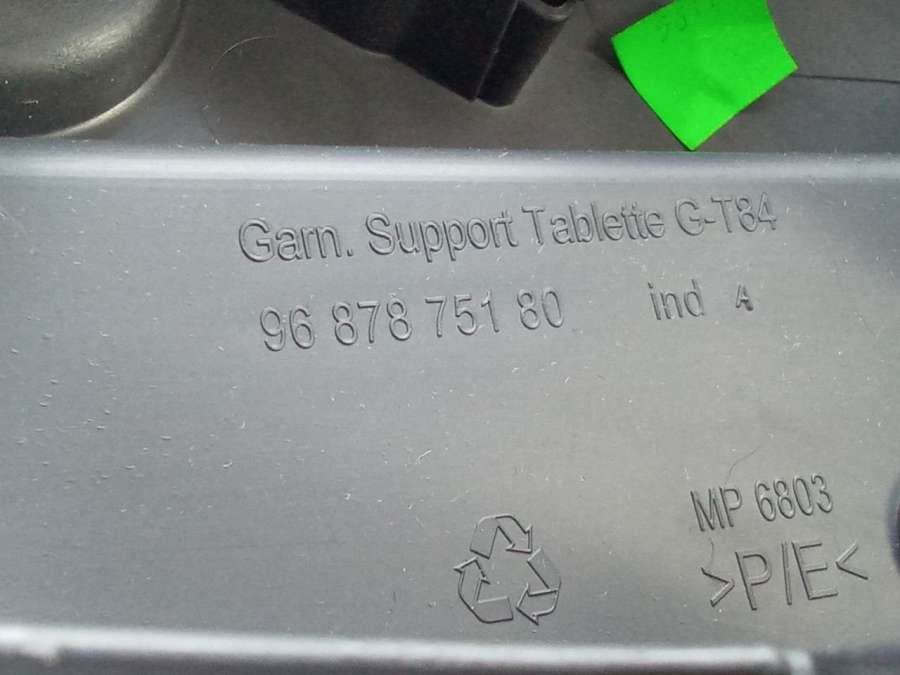 Garn. Support Tablette G-T84
96 878 751 80 ind A
MP 6803
>P/E<